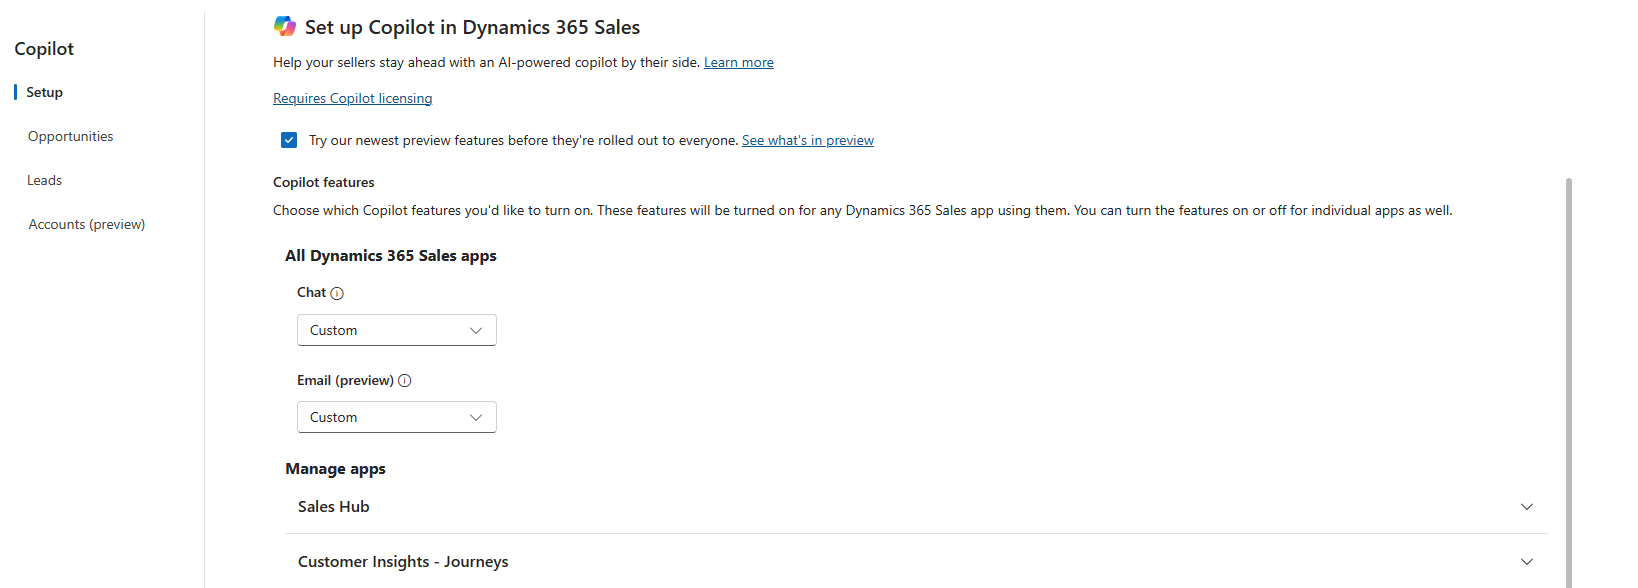 Copilot
Setup
Opportunities
Leads
Accounts (preview)
Set up Copilot in Dynamics 365 Sales
Help your sellers stay ahead with an AI-powered copilot by their side. Learn more
Requires Copilot licensing
Try our newest preview features before they're rolled out to everyone. See what's in preview
Copilot features
Choose which Copilot features you'd like to turn on. These features will be turned on for any Dynamics 365 Sales app using them. You can turn the features on or off for individual apps as well.
All Dynamics 365 Sales apps
Chat
Custom
Email (preview)
Custom
Manage apps
Sales Hub
Customer Insights - Journeys